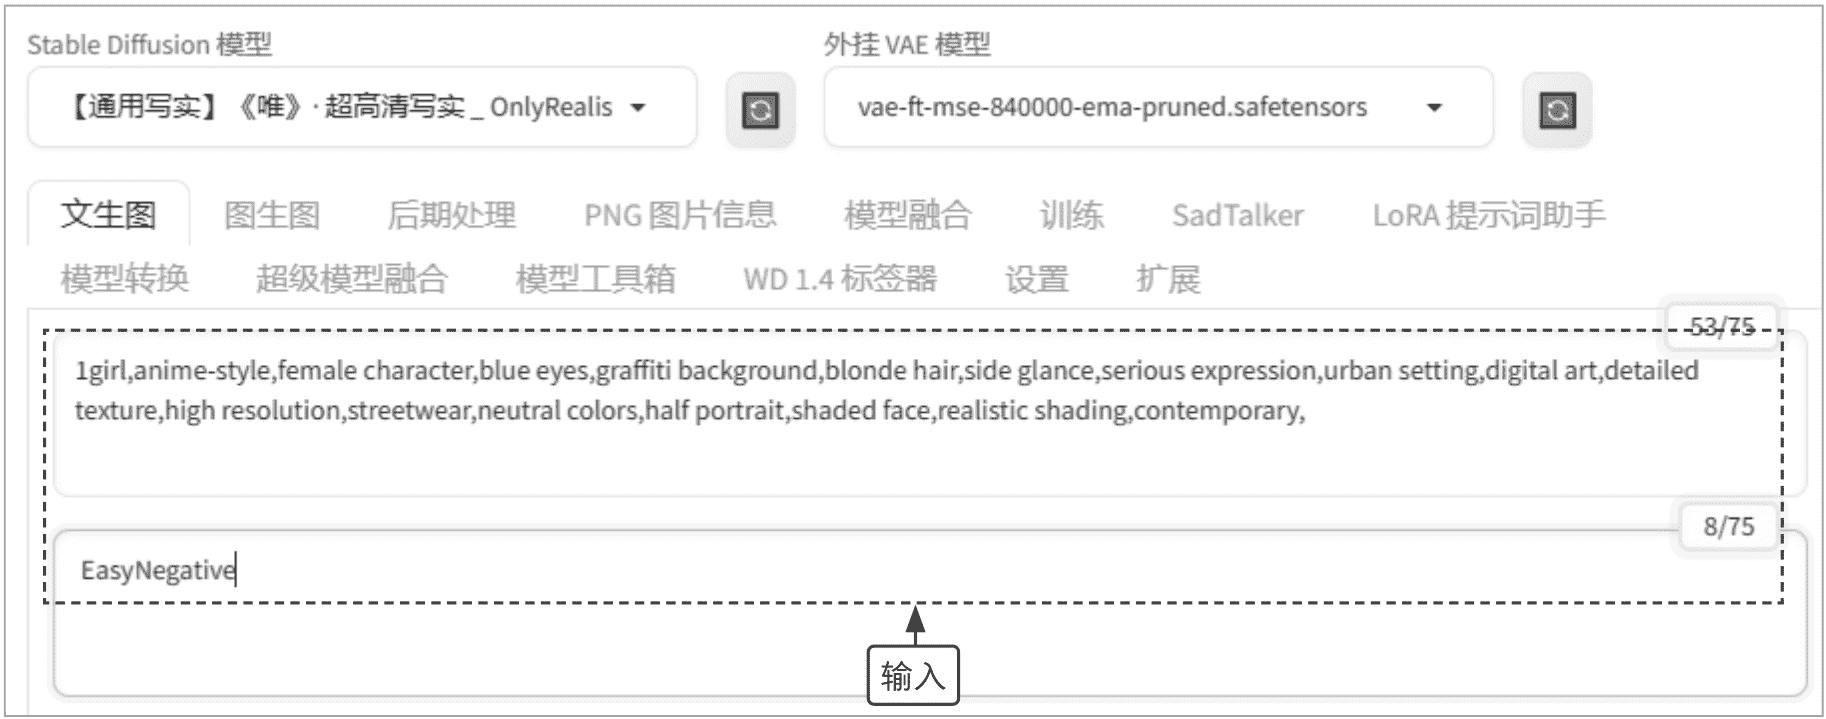 Stable Diffusion 模型
外挂 VAE 模型
【通用写实】《唯》·超高清写实 _ OnlyRealis
vae-ft-mse-840000-ema-pruned.safetensors
文生图 图生图 后期处理 PNG 图片信息 模型融合 训练 SadTalker LoRA 提示词助手
模型转换 超级模型融合 模型工具箱 WD 1.4 标签器 设置 扩展
53/75
1girl,anime-style,female character,blue eyes,graffiti background,blonde hair,side glance,serious expression,urban setting,digital art,detailed
texture,high resolution,streetwear,neutral colors,half portrait,shaded face,realistic shading,contemporary,
8/75
EasyNegative
输入